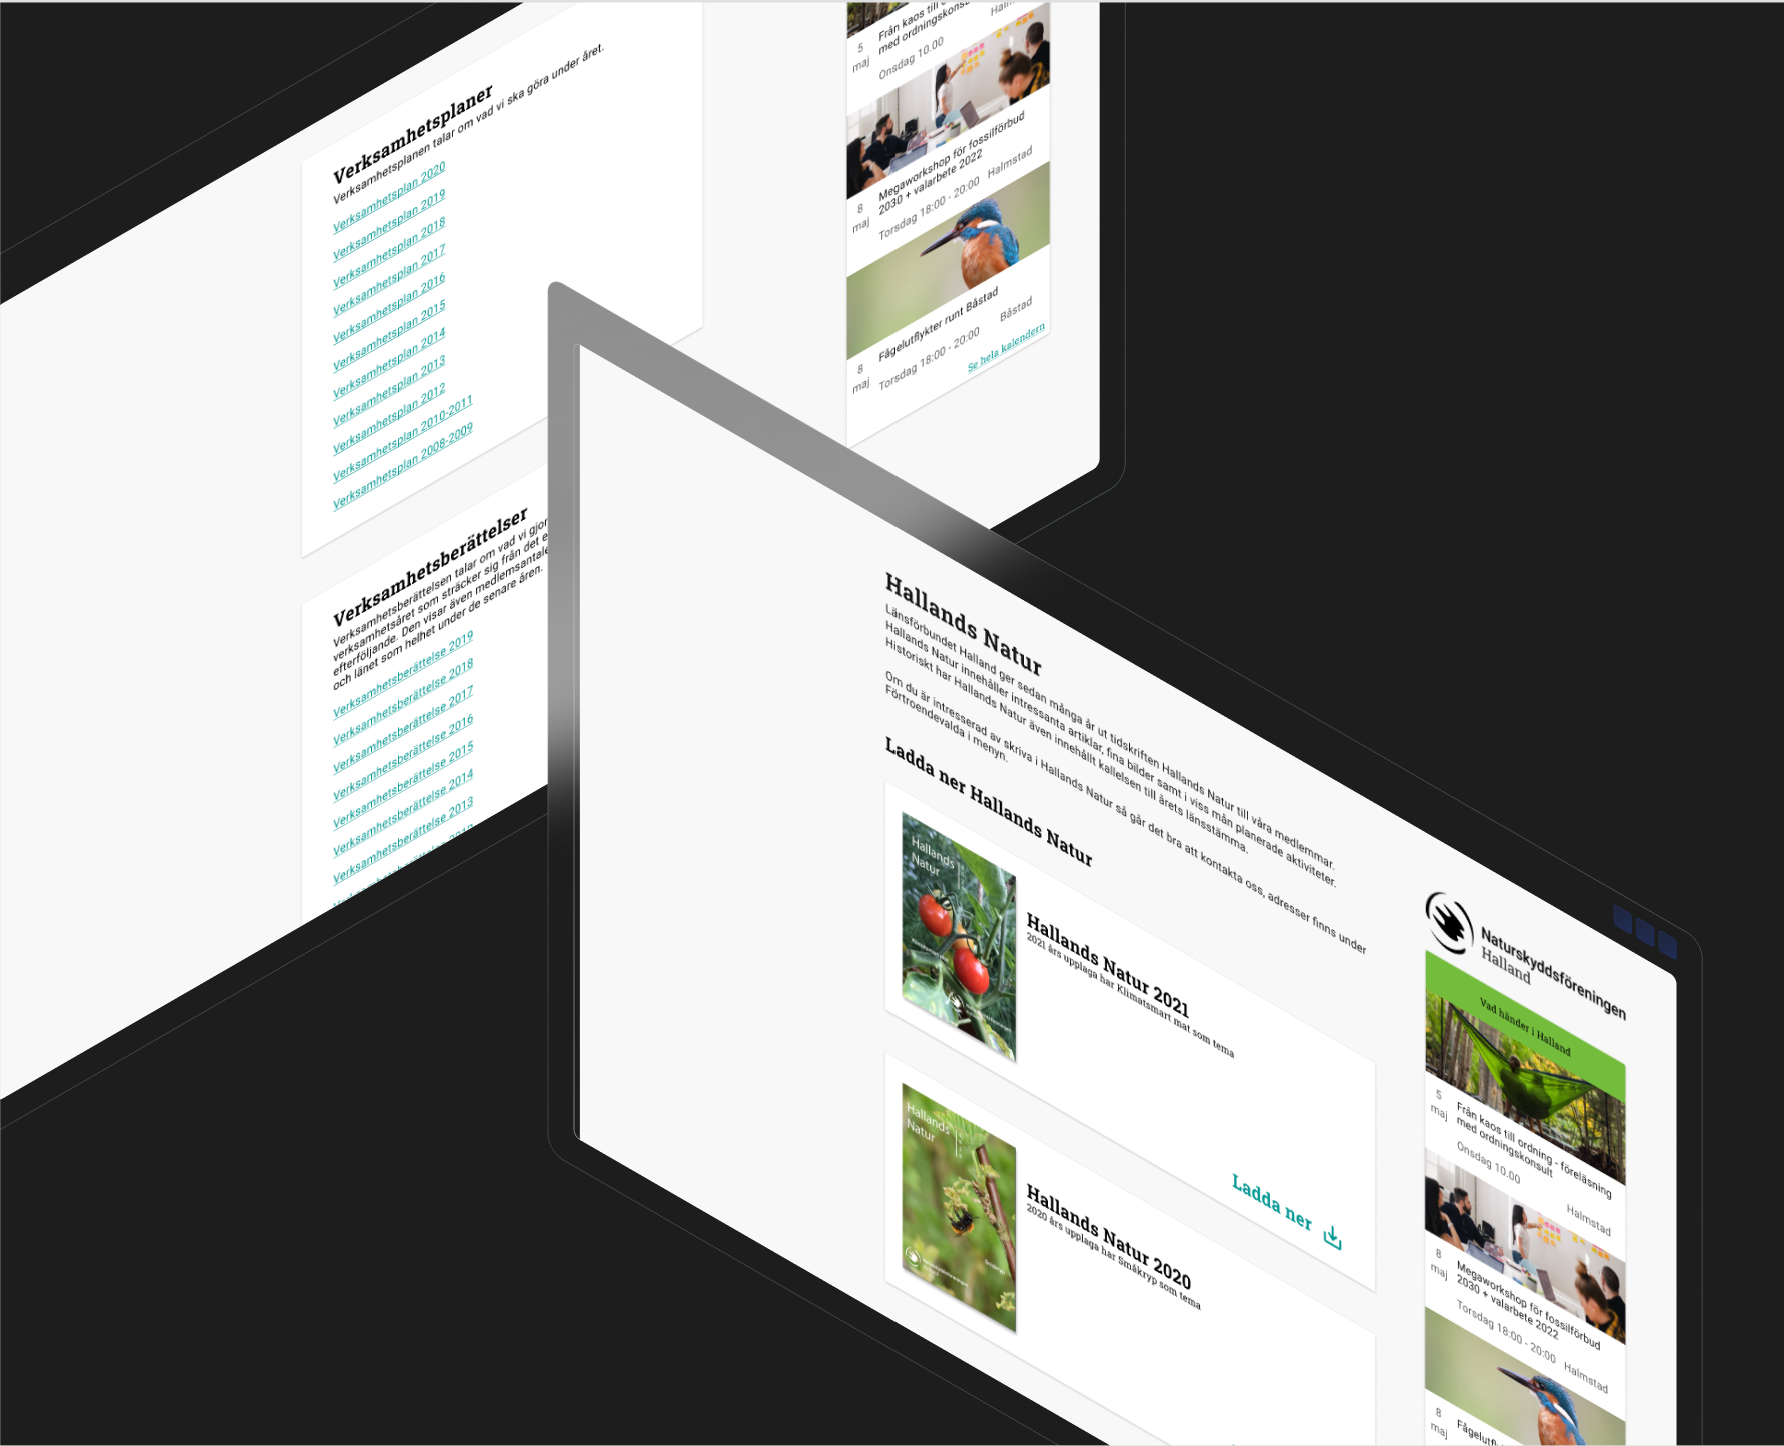 Verksamhetsplaner
Verksamhetsplanen talar om vad vi ska göra under året.
Verksamhetsplan 2020
Verksamhetsplan 2019
Verksamhetsplan 2018
Verksamhetsplan 2017
Verksamhetsplan 2016
Verksamhetsplan 2015
Verksamhetsplan 2014
Verksamhetsplan 2013
Verksamhetsplan 2012
Verksamhetsplan 2010-2011
Verksamhetsplan 2008-2009
Verksamhetsberättelser
Verksamhetsberättelsen talar om vad vi gjor
verksamhetsåret som sträcker sig från det e
efterföljande. Den visar även medlemsantale
och länet som helhet under de senare åren.
Verksamhetsberättelse 2019
Verksamhetsberättelse 2018
Verksamhetsberättelse 2017
Verksamhetsberättelse 2016
Verksamhetsberättelse 2015
Verksamhetsberättelse 2014
Verksamhetsberättelse 2013
5 maj
Från kaos till
med ordningskons
Onsdag 10.00
8 maj
Megaworkshop för fossilförbud
2030 + valarbete 2022
Torsdag 18:00 - 20:00 Halmstad
8 maj
Fågelutflykter runt Båstad
Torsdag 18:00 - 20:00 Båstad
Se hela kalendern
Hallands Natur
Länsförbundet Halland ger sedan många år ut tidskriften Hallands Natur till våra medlemmar.
Hallands Natur innehåller intressanta artiklar, fina bilder samt i viss mån planerade aktiviteter.
Historiskt har Hallands Natur även innehållt kallelsen till årets länsstämma.
Om du är intresserad av skriva i Hallands Natur så går det bra att kontakta oss, adresser finns under
Förtroendevalda i menyn.
Ladda ner Hallands Natur
Hallands
Natur
Hallands Natur 2021
2021 års upplaga har Klimatsmart mat som tema
Ladda ner
Hallands
Natur
Hallands Natur 2020
2020 års upplaga har Småkryp som tema
Naturskyddsföreningen
Halland
Vad händer i Halland
5 maj
Från kaos till ordning - föreläsning
med ordningskonsult
Onsdag 10.00
Halmstad
8 maj
Megaworkshop för fossilförbud
2030 + valarbete 2022
Torsdag 18:00 - 20:00 Halmstad
8 maj